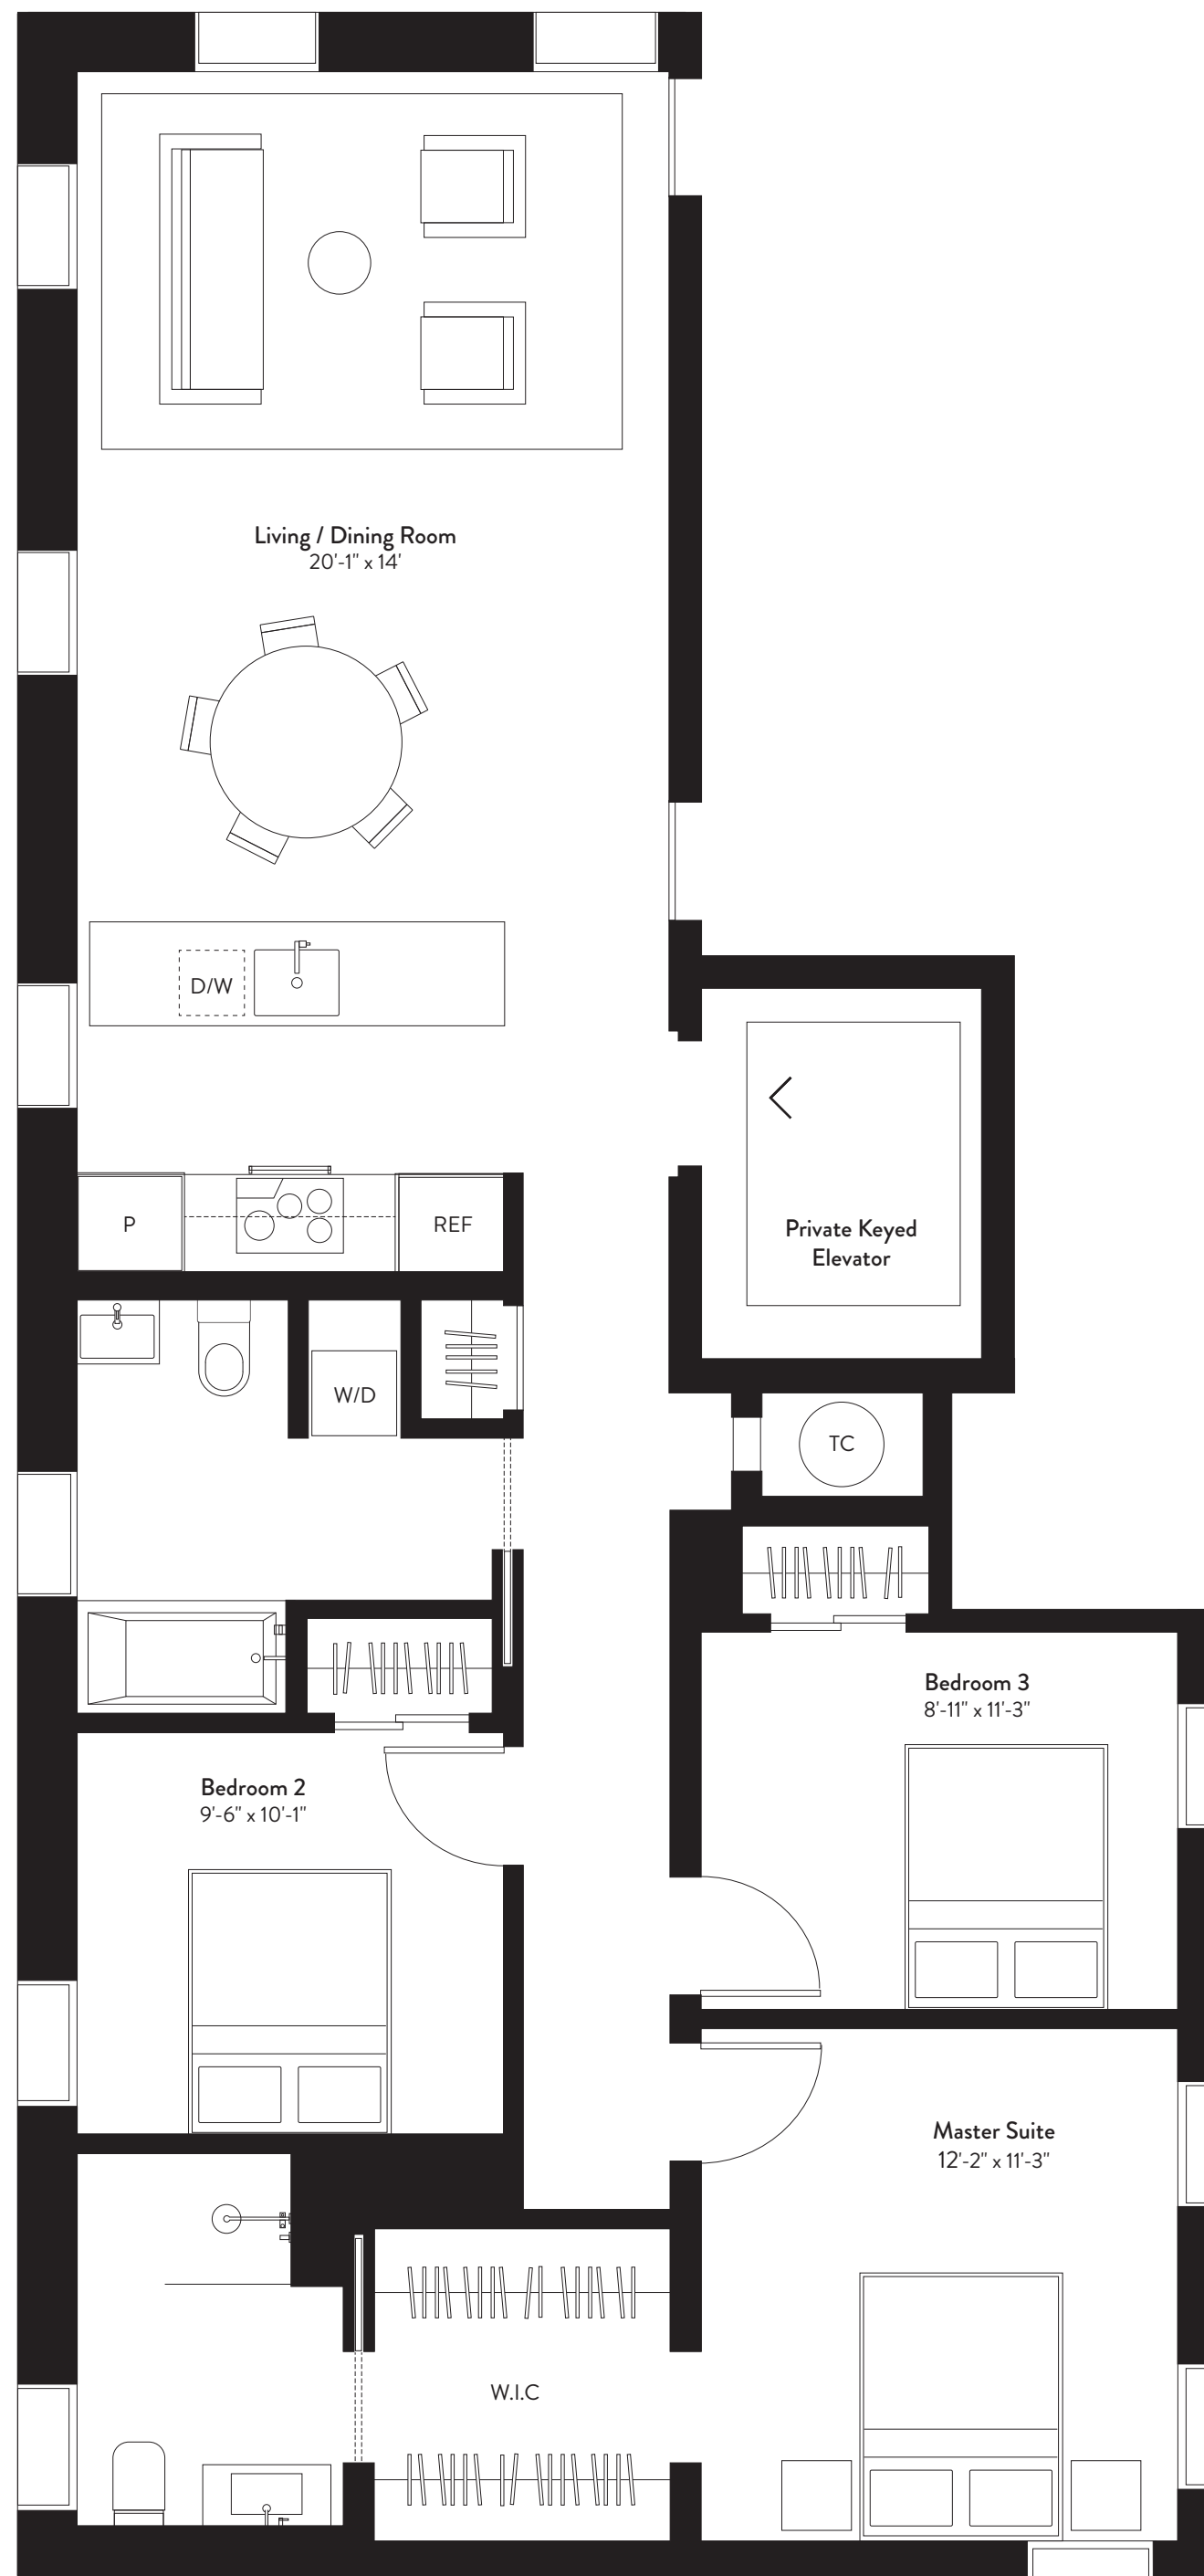 Living / Dining Room
20'-1" x 14'
D/W
P
REF
Private Keyed
Elevator
W/D
TC
Bedroom 3
8'-11" x 11'-3"
Bedroom 2
9'-6" x 10'-1"
Master Suite
12'-2" x 11'-3"
W.I.C